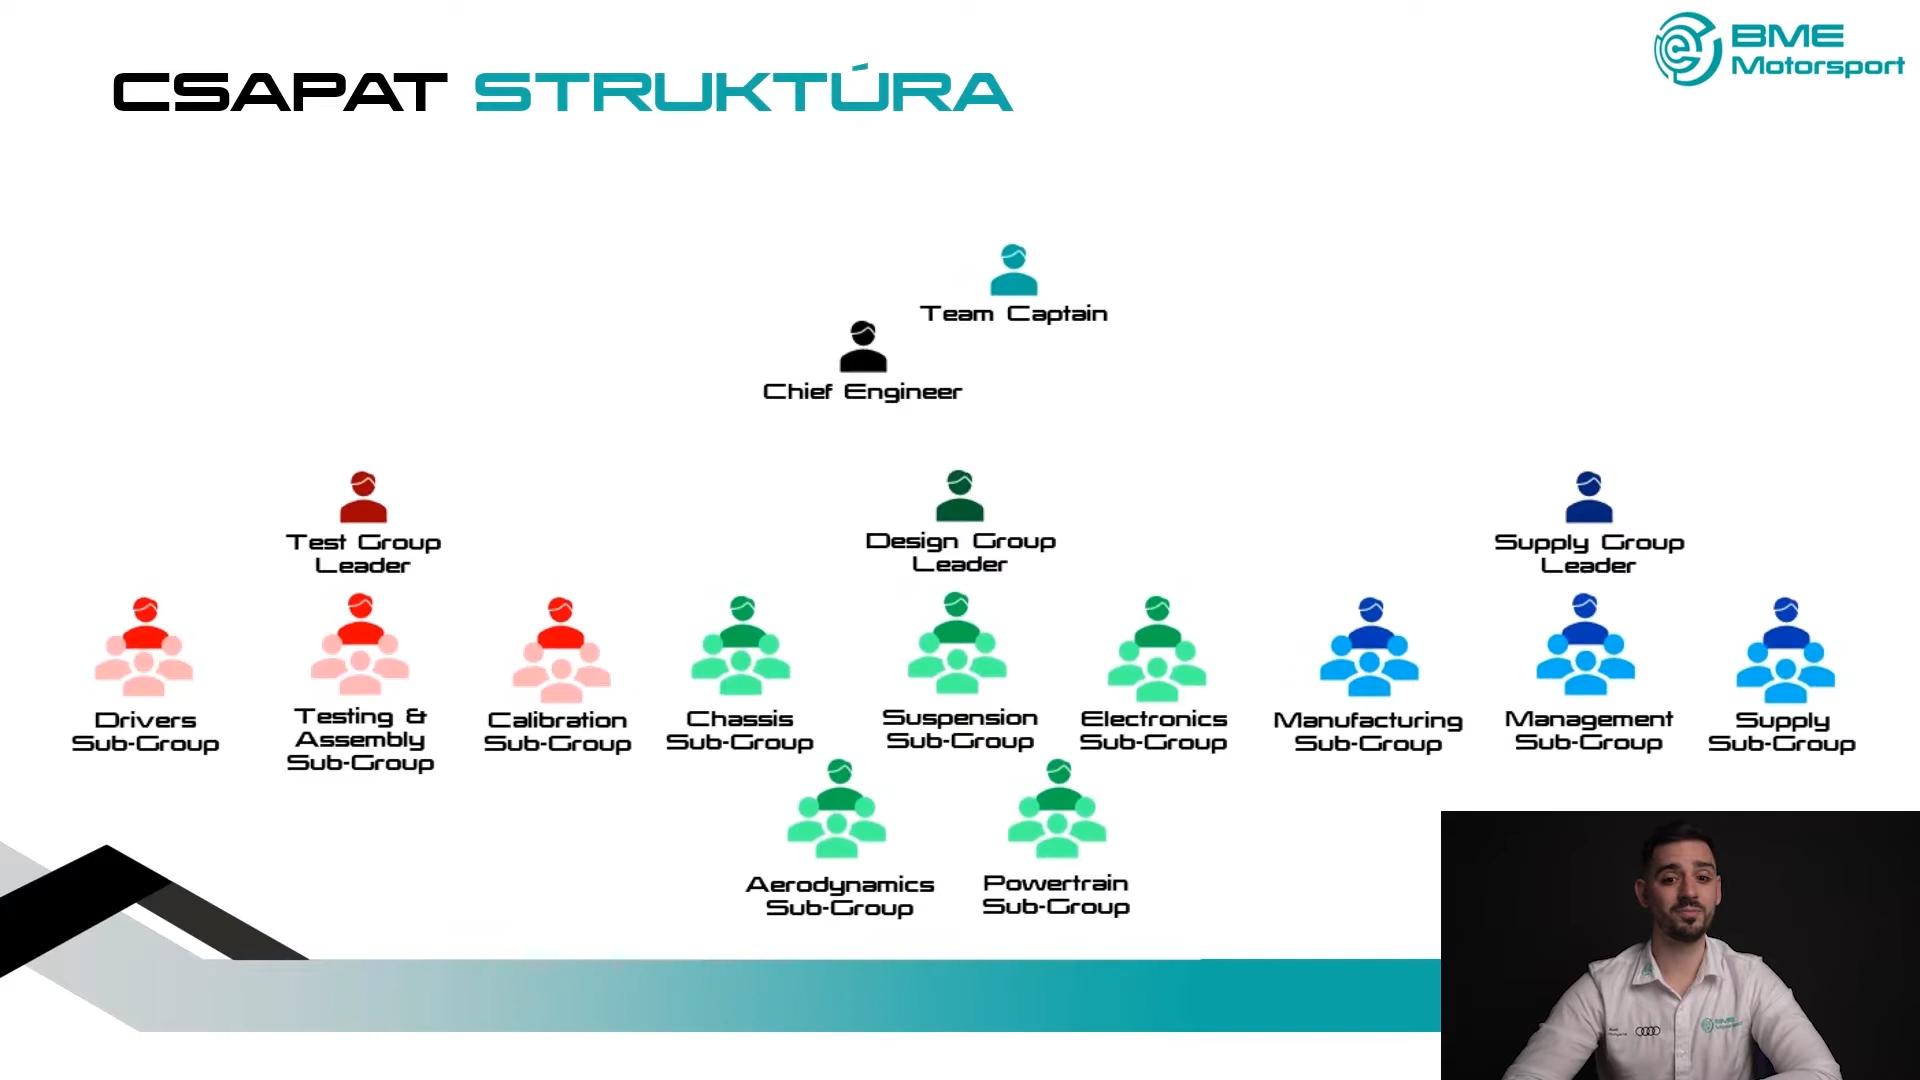 BME
Motorsport
CSAPAT STRUKTÚRA
Team Captain
Chief Engineer
Test Group
Leader
Design Group
Leader
Supply Group
Leader
Drivers
Sub-Group
Testing &
Assembly
Sub-Group
Calibration
Sub-Group
Chassis
Sub-Group
Suspension
Sub-Group
Electronics
Sub-Group
Manufacturing
Sub-Group
Management
Sub-Group
Supply
Sub-Group
Aerodynamics
Sub-Group
Powertrain
Sub-Group